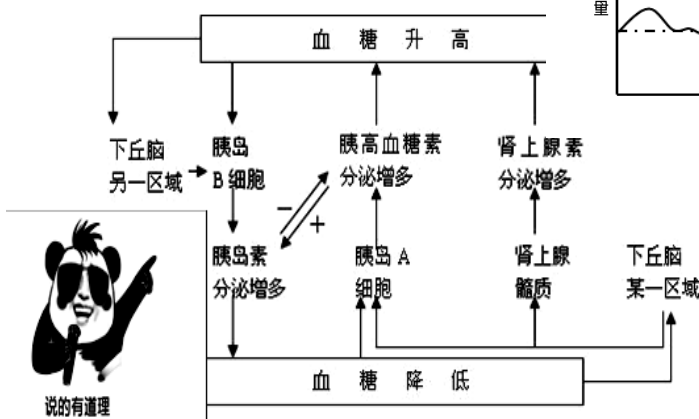 量
血糖升高
下丘脑
另一区域
胰岛
B细胞
胰高血糖素
分泌增多
肾上腺素
分泌增多
−
+
胰岛素
分泌增多
胰岛A
细胞
肾上腺
髓质
下丘脑
某一区域
血糖降低
说的有道理